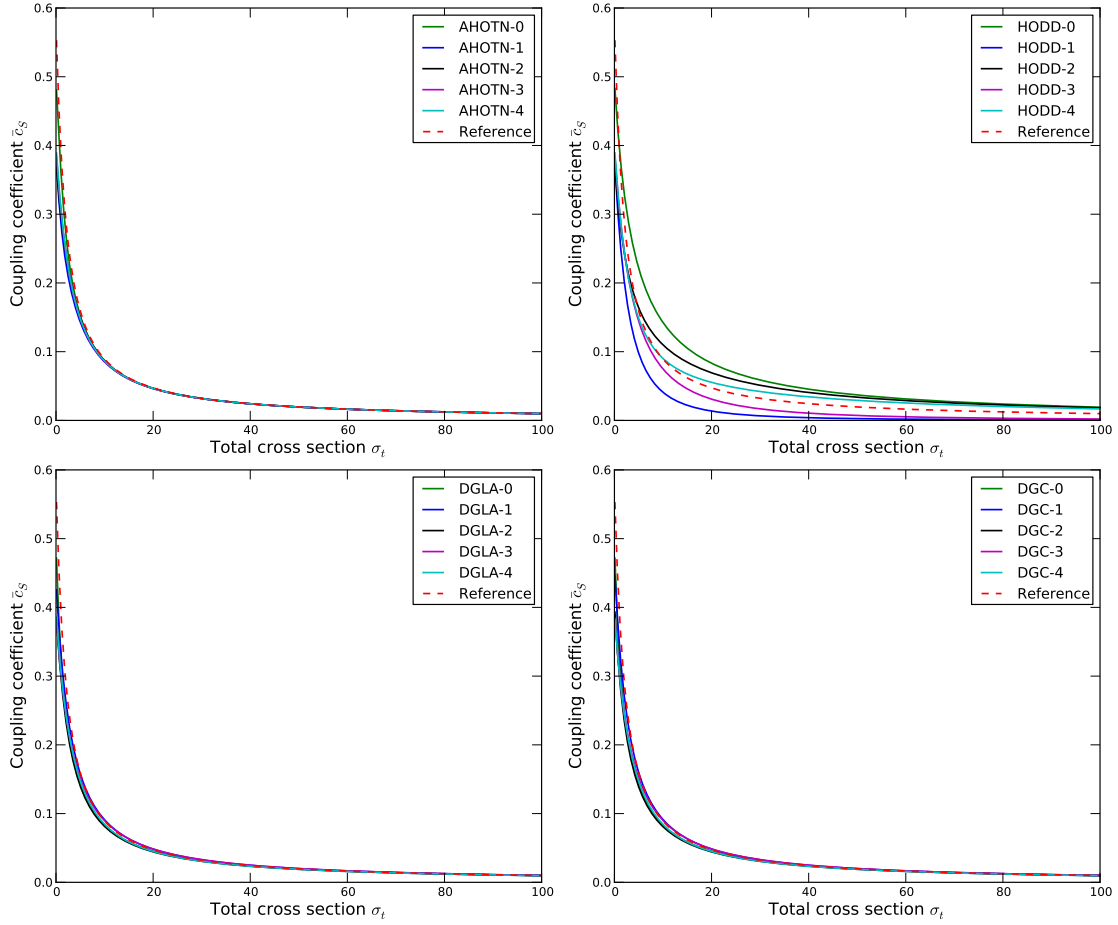 0.6
0.5
0.4
0.3
0.2
0.1
0.0
Coupling coefficient c̄_S
AHOTN-0
AHOTN-1
AHOTN-2
AHOTN-3
AHOTN-4
Reference
0 20 40 60 80 100
Total cross section σ_t
0.6
0.5
0.4
0.3
0.2
0.1
0.0
Coupling coefficient c̄_S
HODD-0
HODD-1
HODD-2
HODD-3
HODD-4
Reference
0 20 40 60 80 100
Total cross section σ_t
0.6
0.5
0.4
0.3
0.2
0.1
0.0
Coupling coefficient c̄_S
DGLA-0
DGLA-1
DGLA-2
DGLA-3
DGLA-4
Reference
0 20 40 60 80 100
Total cross section σ_t
0.6
0.5
0.4
0.3
0.2
0.1
0.0
Coupling coefficient c̄_S
DGC-0
DGC-1
DGC-2
DGC-3
DGC-4
Reference
0 20 40 60 80 100
Total cross section σ_t